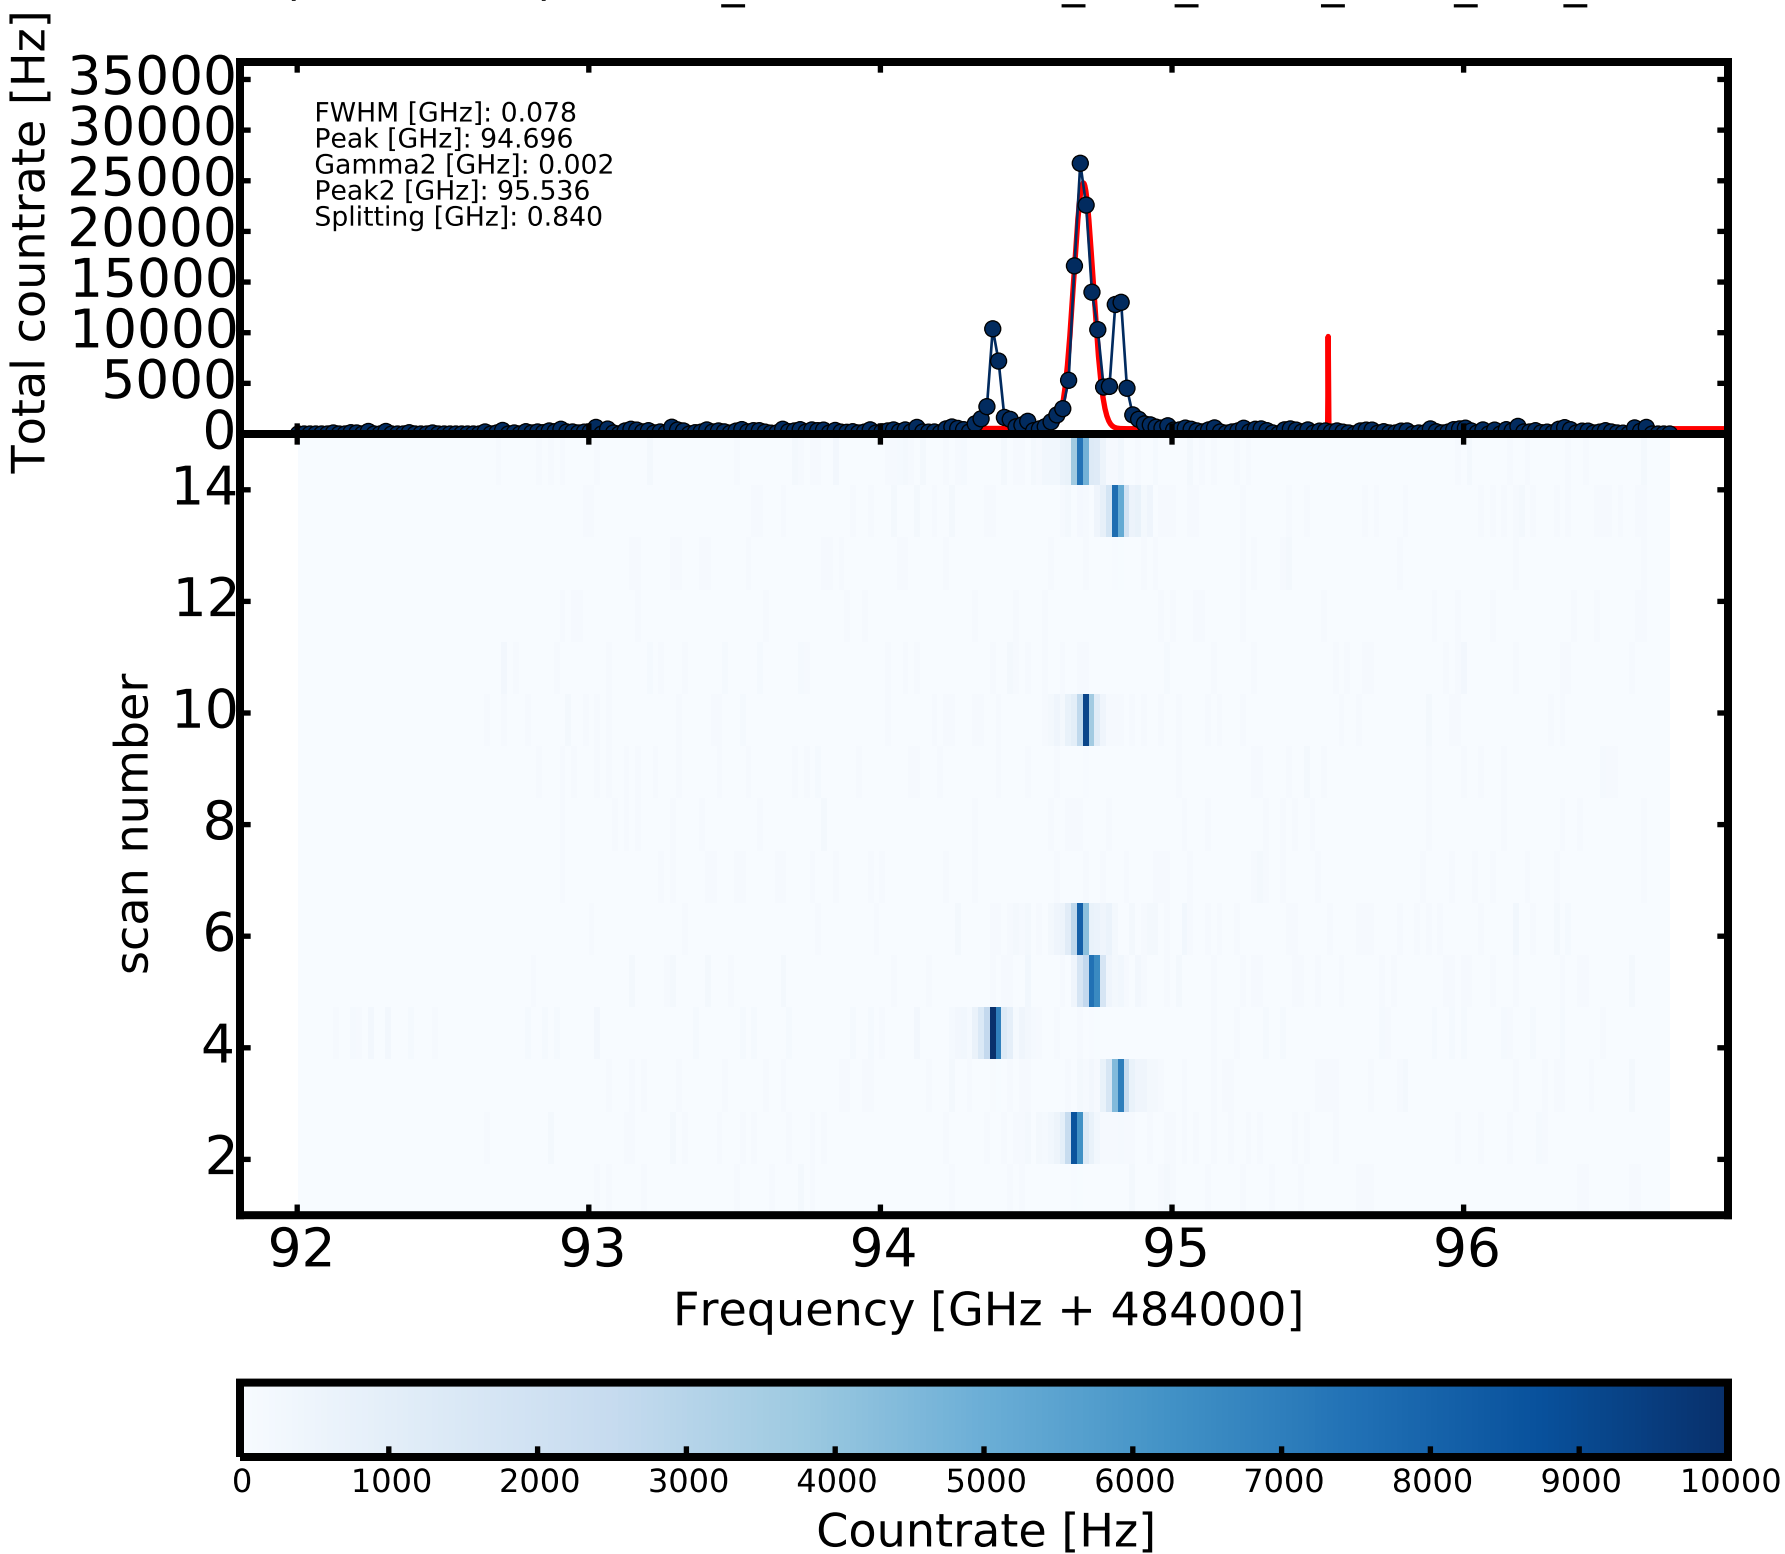 Total countrate [Hz]
35000
30000
25000
20000
15000
10000
5000
0
FWHM [GHz]: 0.078
Peak [GHz]: 94.696
Gamma2 [GHz]: 0.002
Peak2 [GHz]: 95.536
Splitting [GHz]: 0.840
scan number
14
12
10
8
6
4
2
92 93 94 95 96
Frequency [GHz + 484000]
0 1000 2000 3000 4000 5000 6000 7000 8000 9000 10000
Countrate [Hz]